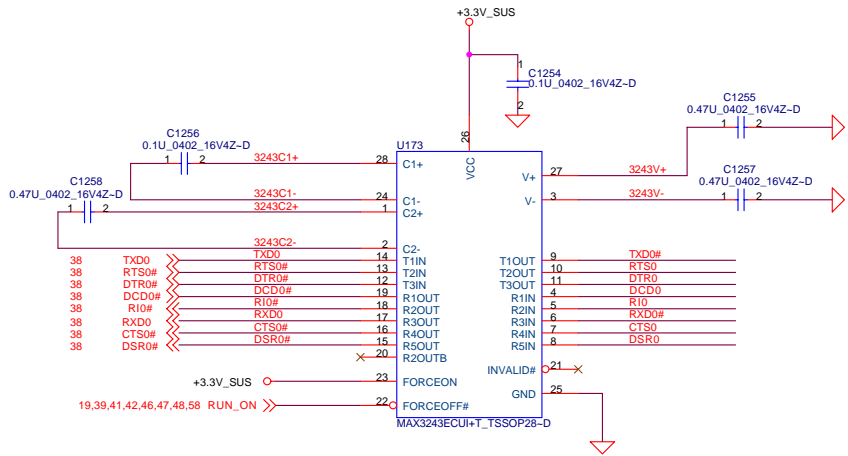 +3.3V_SUS
1
C1254
0.1U_0402_16V4Z~D
2
C1255
0.47U_0402_16V4Z~D
1 2
26
U173
VCC
C1256
0.1U_0402_16V4Z~D
1 2 3243C1+ 28 C1+
V+ 27 3243V+
C1258
0.47U_0402_16V4Z~D
1 2
3243C1- 24 C1-
3243C2+ 1 C2+
V- 3 3243V-
C1257
0.47U_0402_16V4Z~D
1 2
3243C2- 2 C2-
38 TXD0 TXD0 14 T1IN T1OUT 9 TXD0#
38 RTS0# RTS0# 13 T2IN T2OUT 10 RTS0
38 DTR0# DTR0# 12 T3IN T3OUT 11 DTR0
38 DCD0# DCD0# 19 R1OUT R1IN 4 DCD0
38 RI0# RI0# 18 R2OUT R2IN 5 RI0
38 RXD0 RXD0 17 R3OUT R3IN 6 RXD0#
38 CTS0# CTS0# 16 R4OUT R4IN 7 CTS0
38 DSR0# DSR0# 15 R5OUT R5IN 8 DSR0
20 R2OUTB
INVALID# 21
+3.3V_SUS 23 FORCEON
GND 25
19,39,41,42,46,47,48,58 RUN_ON 22 FORCEOFF#
MAX3243ECUI+T_TSSOP28~D